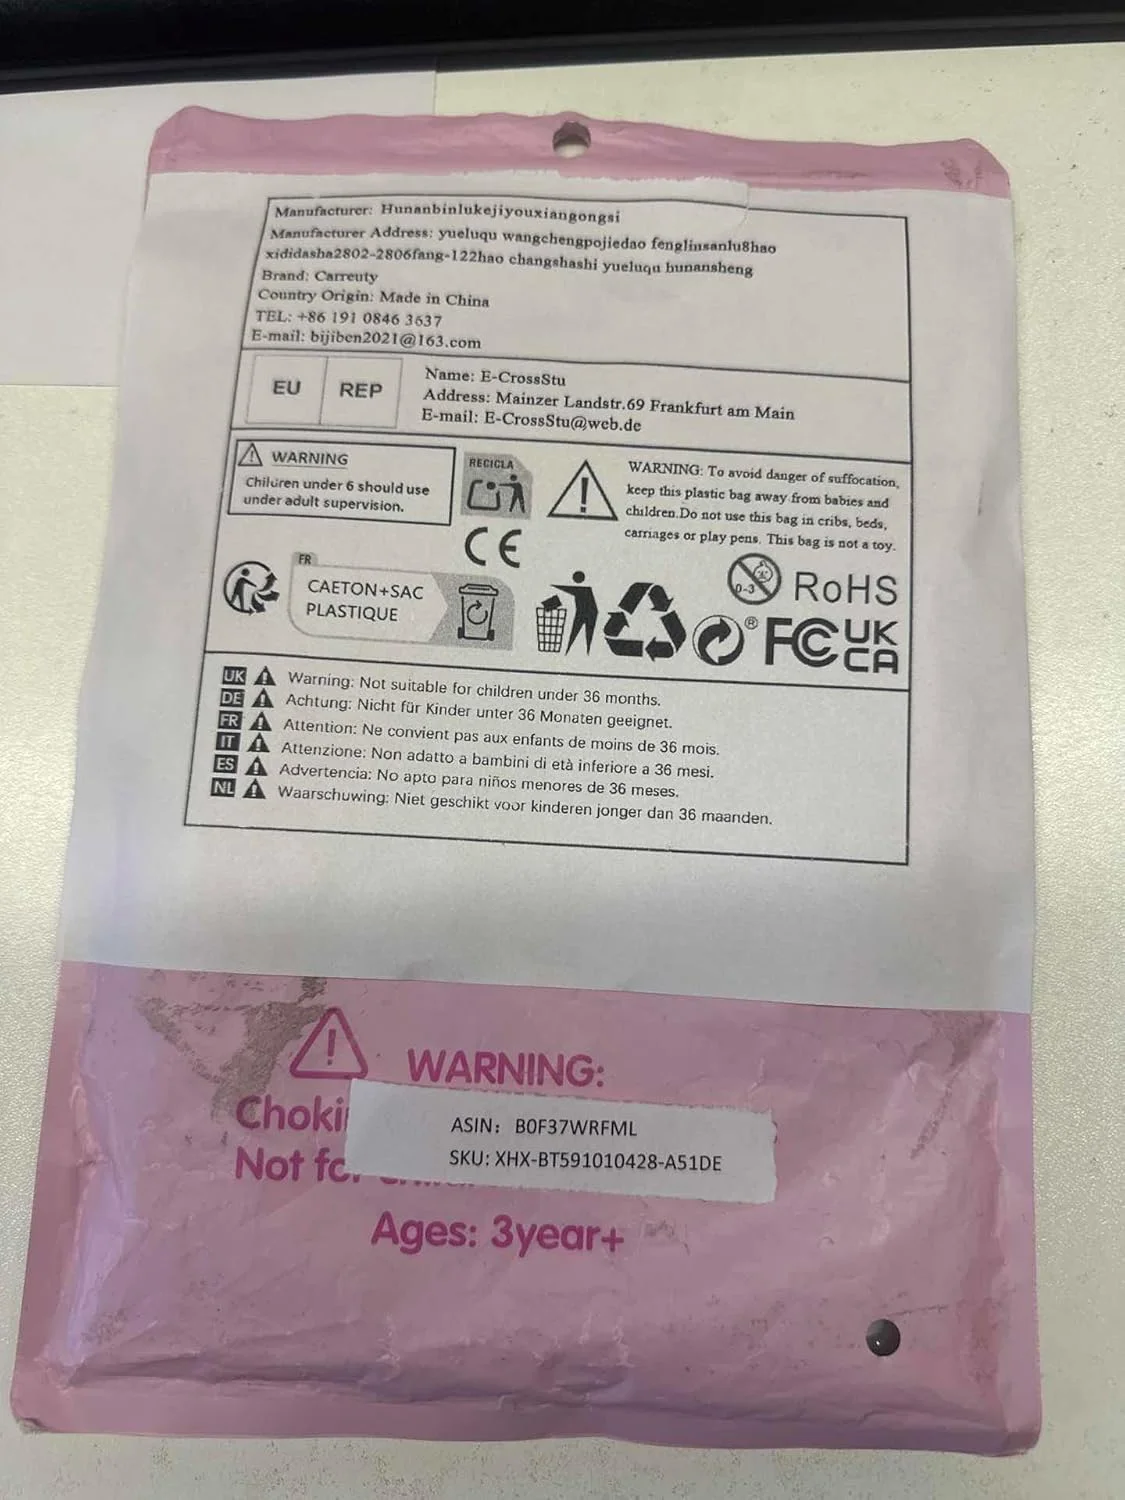 Manufacturer: Hunanbinlukejiyouxiangongsi
Manufacturer Address: yueluqu wangchengpojiedao fenglinsanlu8hao
xididasha2802-2806fang-122hao changshashi yueluqu hunansheng
Brand: Carreuty
Country Origin: Made in China
TEL: +86 191 0846 3637
E-mail: bijiben2021@163.com
EU REP
Name: E-CrossStu
Address: Mainzer Landstr.69 Frankfurt am Main
E-mail: E-CrossStu@web.de
WARNING
Children under 6 should use
under adult supervision.
RECICLA
WARNING: To avoid danger of suffocation,
keep this plastic bag away from babies and
children.Do not use this bag in cribs, beds,
carriages or play pens. This bag is not a toy.
CE
FR
CAETON+SAC
PLASTIQUE
0-3
RoHS
®
FC
UK
CA
UK Warning: Not suitable for children under 36 months.
DE Achtung: Nicht für Kinder unter 36 Monaten geeignet.
FR Attention: Ne convient pas aux enfants de moins de 36 mois.
IT Attenzione: Non adatto a bambini di età inferiore a 36 mesi.
ES Advertencia: No apto para niños menores de 36 meses.
NL Waarschuwing: Niet geschikt voor kinderen jonger dan 36 maanden.
WARNING:
Choki
Not for
ASIN: B0F37WRFML
SKU: XHX-BT591010428-A51DE
Ages: 3year+